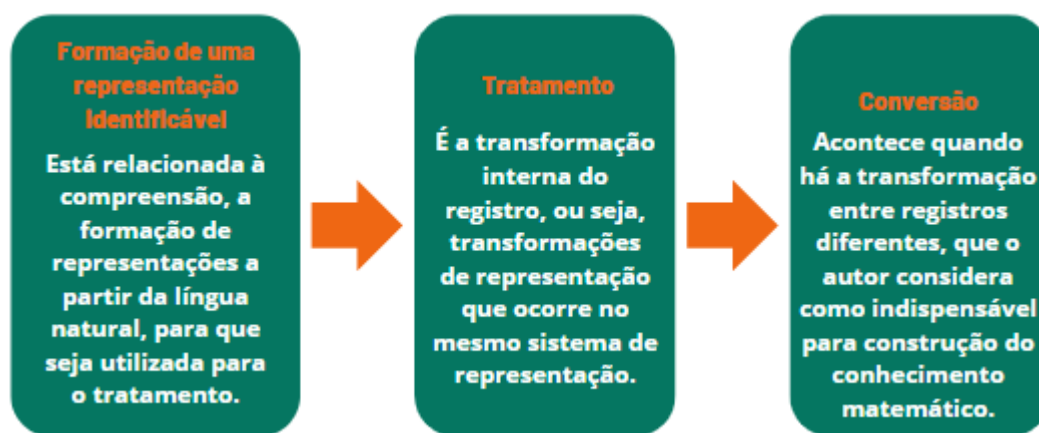 Formação de uma
representação
identificável
Está relacionada à
compreensão, a
formação de
representações a
partir da língua
natural, para que
seja utilizada para
o tratamento.
Tratamento
É a transformação
interna do
registro, ou seja,
transformações
de representação
que ocorre no
mesmo sistema de
representação.
Conversão
Acontece quando
há a transformação
entre registros
diferentes, que o
autor considera
como indispensável
para construção do
conhecimento
matemático.